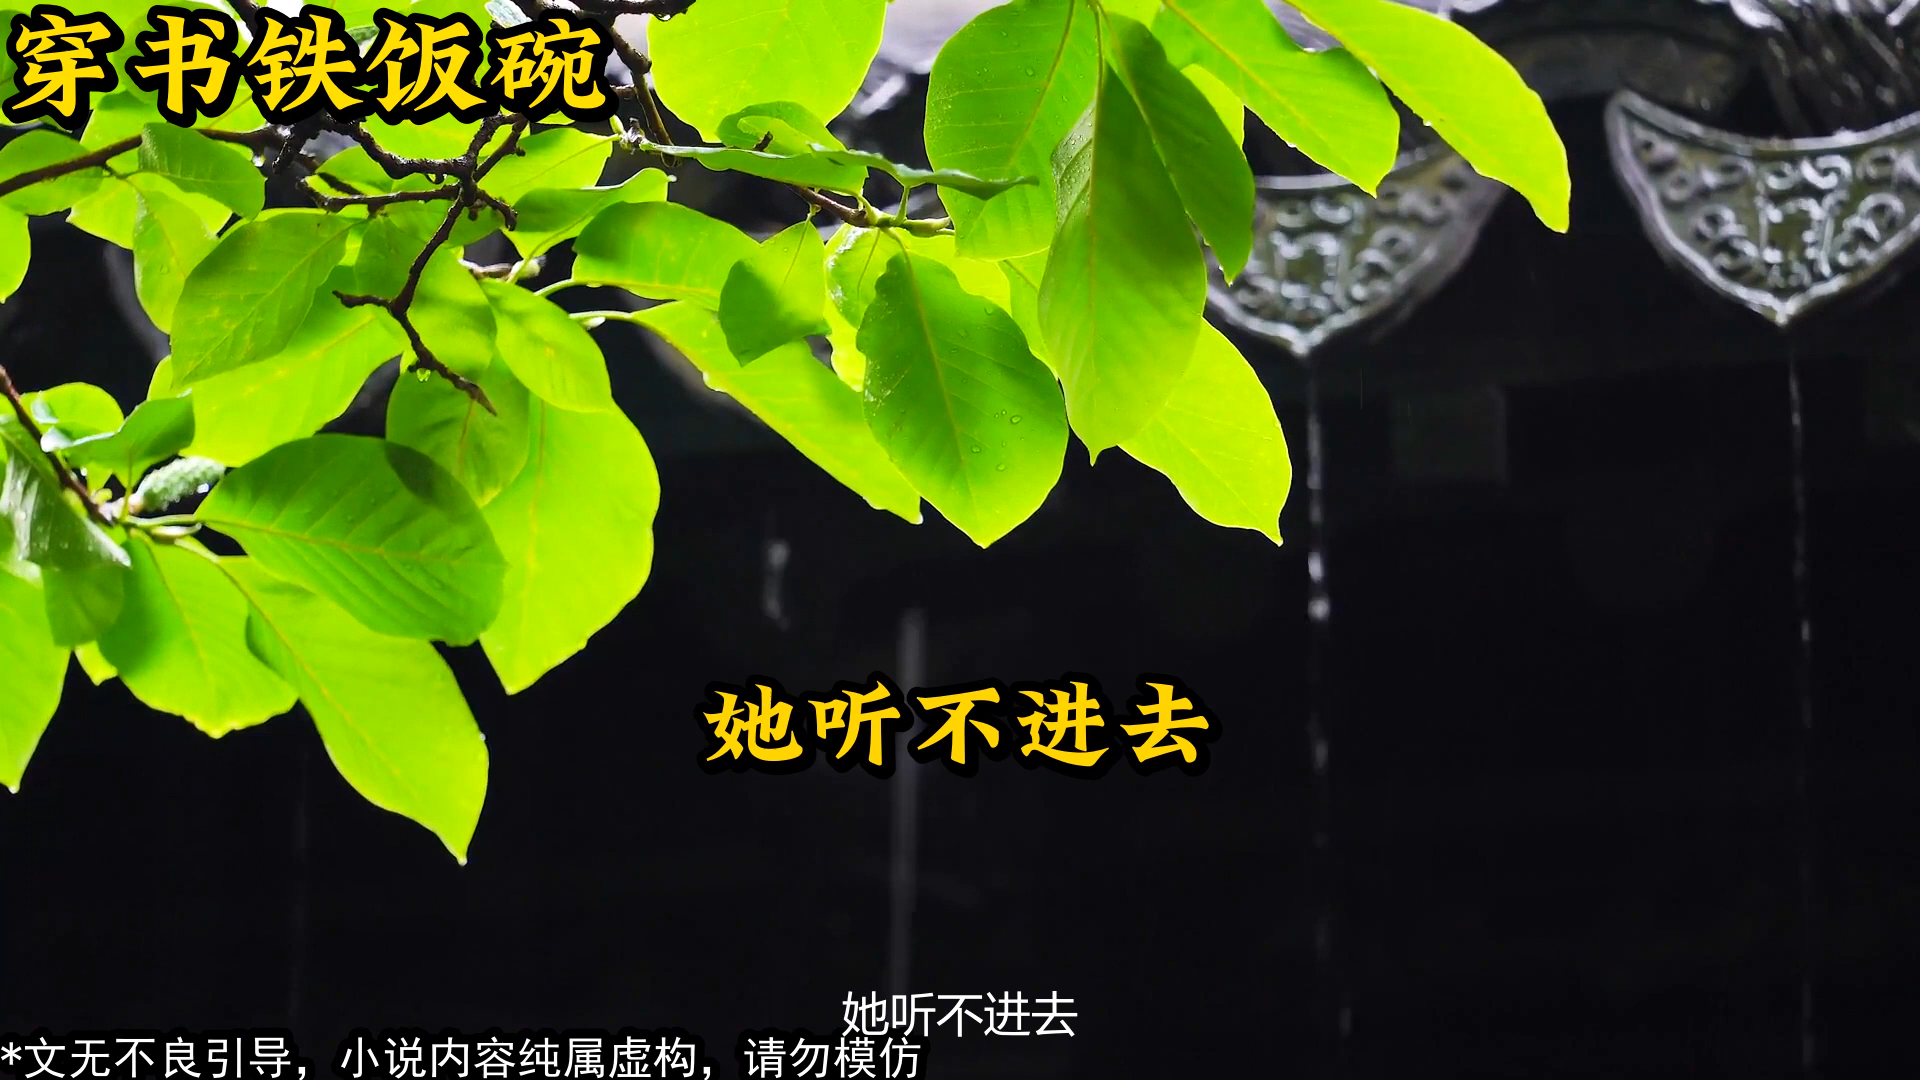 穿书铁饭碗
她听不进去
她听不进去
*文无不良引导，小说内容纯属虚构，请勿模仿